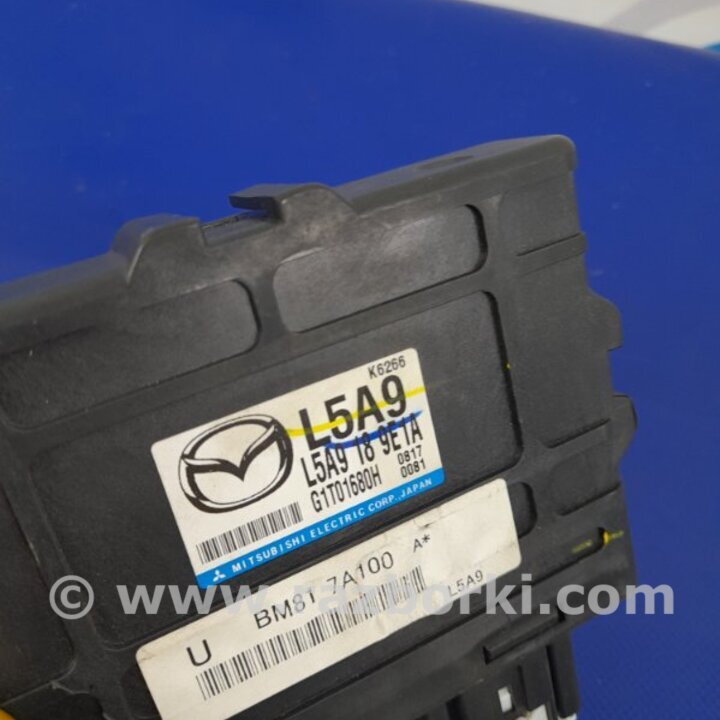 K6266
L5A9
L5A9 18 9E1A
G1T01680H 0817
0081
MITSUBISHI ELECTRIC CORP., JAPAN
BM81 7A100 A*
U L5A9
© www.razborki.com